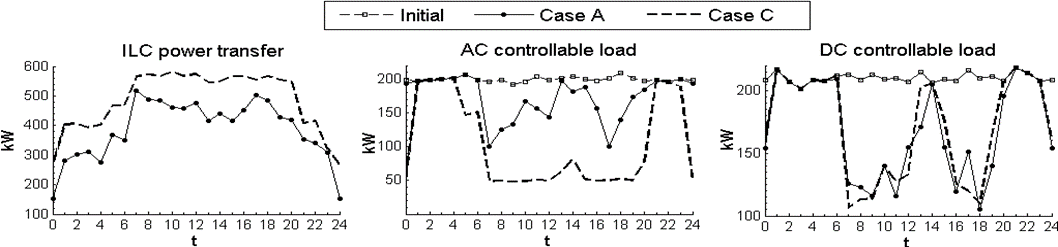 Initial Case A Case C
ILC power transfer
600
500
400
300
200
100
kW
0 2 4 6 8 10 12 14 16 18 20 22 24
t
AC controllable load
200
150
100
50
kW
0 2 4 6 8 10 12 14 16 18 20 22 24
t
DC controllable load
200
150
100
kW
0 2 4 6 8 10 12 14 16 18 20 22 24
t